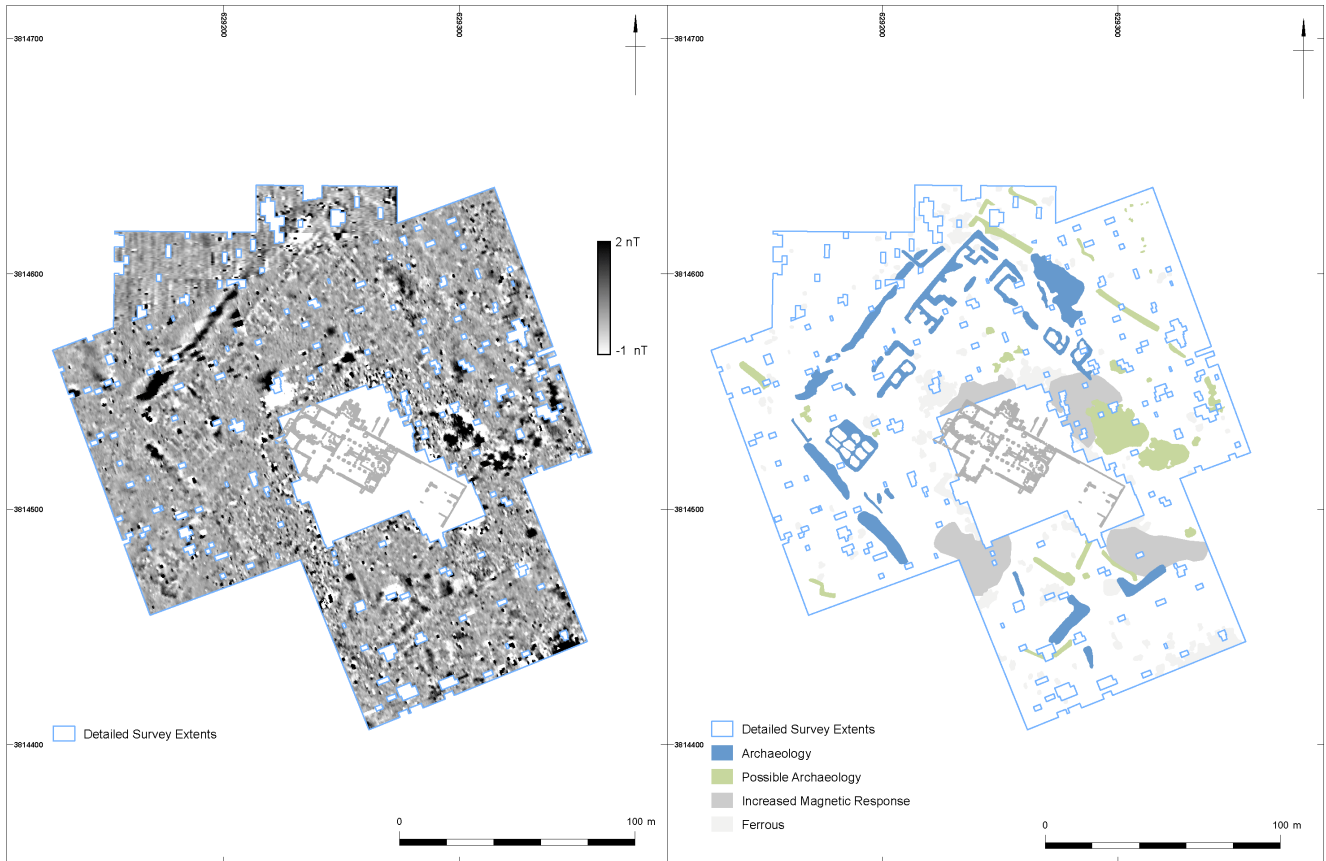 629200
629300
3814700
3814600
3814500
3814400
2 nT
-1 nT
Detailed Survey Extents
0
100 m
629200
629300
3814700
3814600
3814500
3814400
Detailed Survey Extents
Archaeology
Possible Archaeology
Increased Magnetic Response
Ferrous
0
100 m